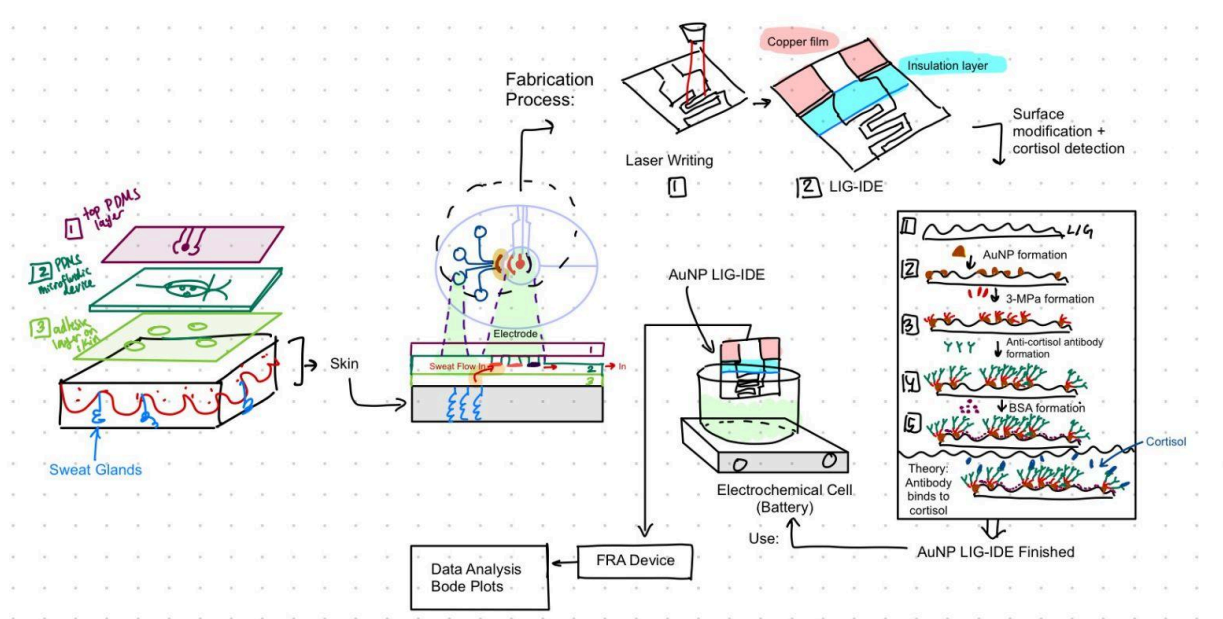 1 top PDMS
layer
2 PDMS
microfluidic
device
3 adhesive
layer on
skin
Sweat Glands
Skin
Fabrication
Process:
Laser Writing
1
Copper film
Insulation layer
2 LIG-IDE
Surface
modification +
cortisol detection
Electrode
1
Sweat Flow In
2
In
3
AuNP LIG-IDE
Electrochemical Cell
(Battery)
Use:
FRA Device
Data Analysis
Bode Plots
1
LIG
AuNP formation
2
3-MPa formation
3
Anti-cortisol antibody
formation
4
BSA formation
5
Cortisol
Theory:
Antibody
binds to
cortisol
AuNP LIG-IDE Finished